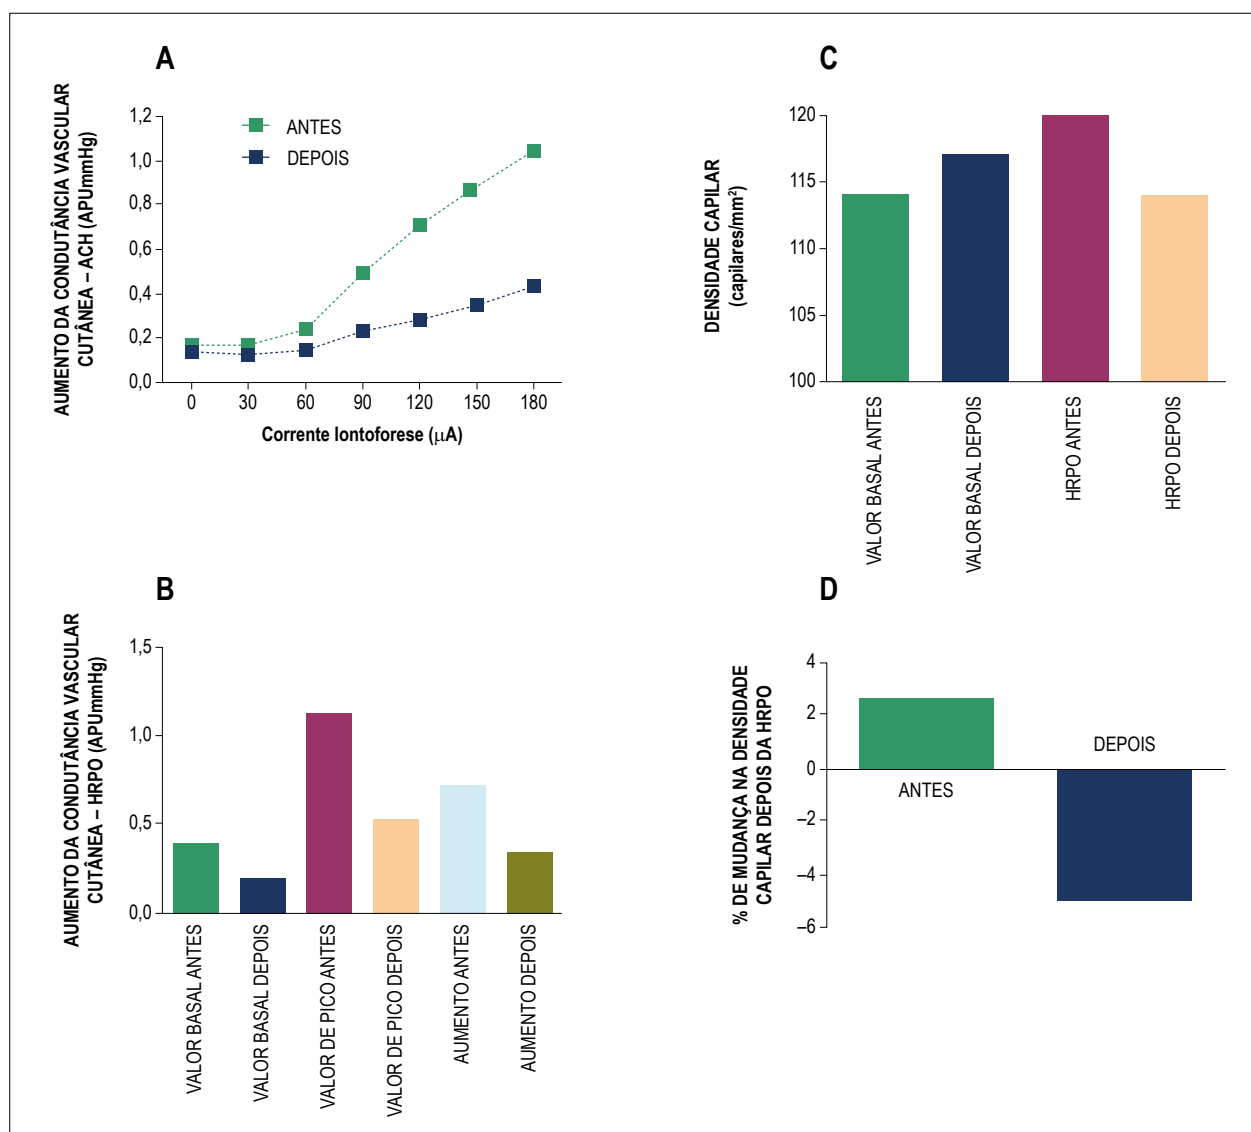 A
AUMENTO DA CONDUTÂNCIA VASCULAR
CUTÂNEA – ACH (APUmmHg)
1,2
1,0
0,8
0,6
0,4
0,2
0,0
ANTES
DEPOIS
0 30 60 90 120 150 180
Corrente Iontoforese (μA)
C
DENSIDADE CAPILAR
(capilares/mm²)
120
115
110
105
100
VALOR BASAL ANTES
VALOR BASAL DEPOIS
HRPO ANTES
HRPO DEPOIS
B
AUMENTO DA CONDUTÂNCIA VASCULAR
CUTÂNEA – HRPO (APUmmHg)
1,5
1,0
0,5
0,0
VALOR BASAL ANTES
VALOR BASAL DEPOIS
VALOR DE PICO ANTES
VALOR DE PICO DEPOIS
AUMENTO ANTES
AUMENTO DEPOIS
D
% DE MUDANÇA NA DENSIDADE
CAPILAR DEPOIS DA HRPO
4
2
0
–2
–4
–6
ANTES
DEPOIS